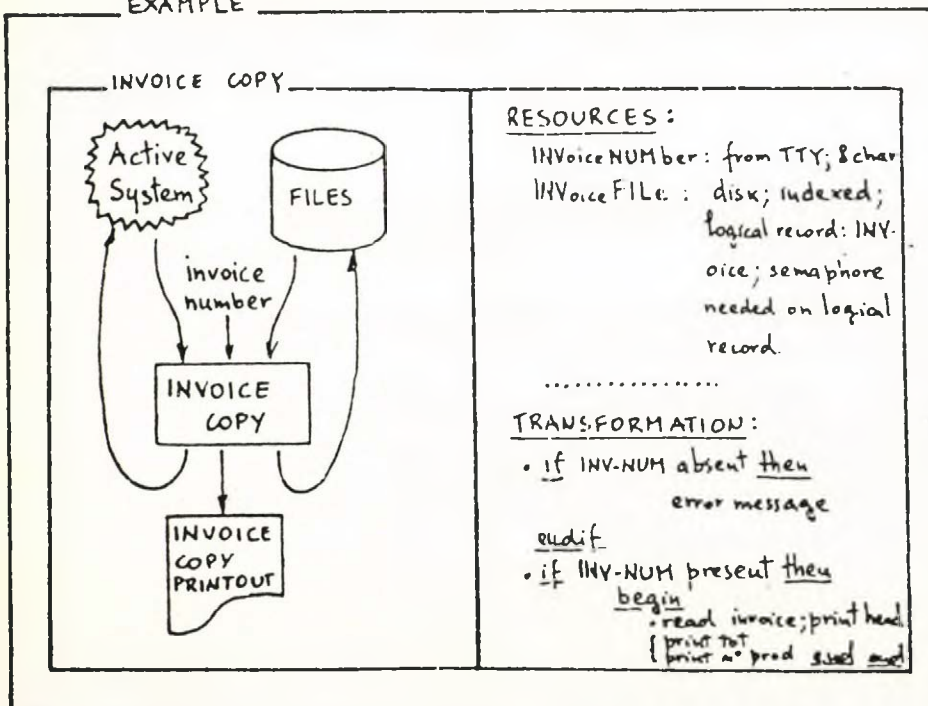 EXAMPLE
INVOICE COPY
Active
System
FILES
invoice
number
INVOICE
COPY
INVOICE
COPY
PRINTOUT
RESOURCES:
INVoiceNUMber: from TTY; 8char
INVoiceFILe: disk; indexed;
logical record: INV-
oice; semaphore
needed on logical
record.
.................
TRANSFORMATION:
• if INV-NUM absent then
error message
endif
• if INV-NUM present then
begin
• read invoice; print head
print tot
print n° prod